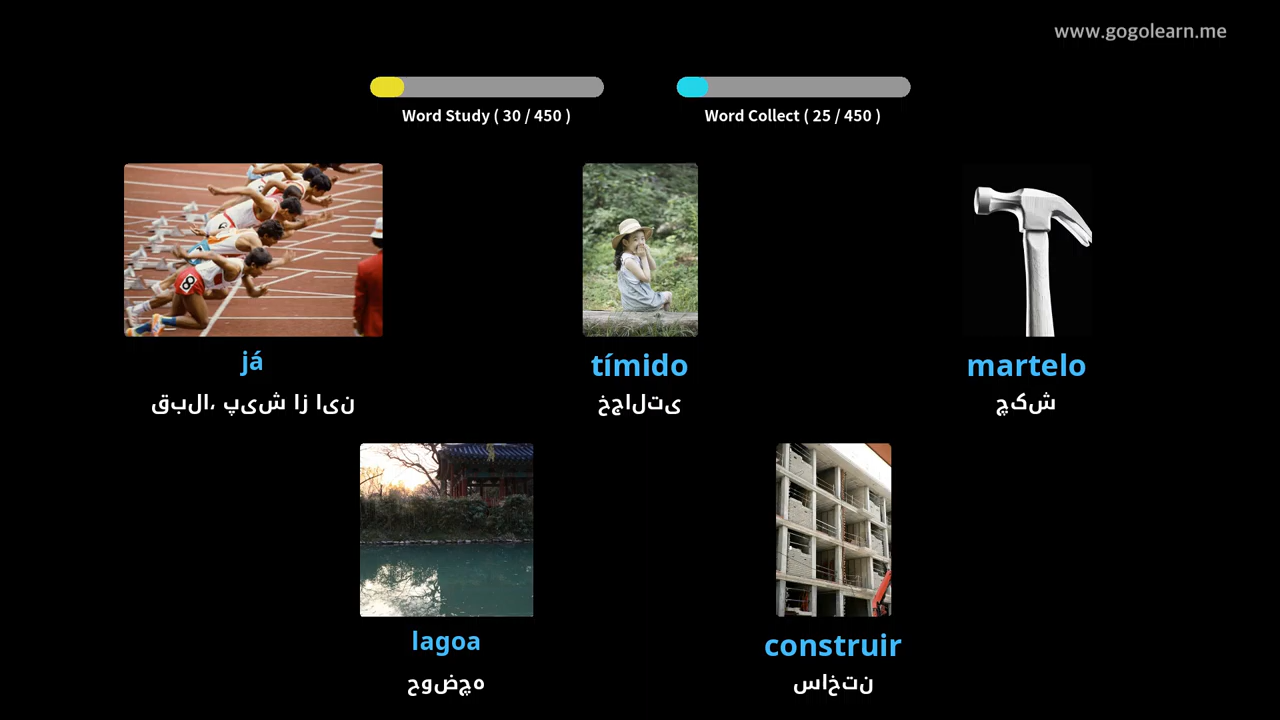 www.gogolearn.me
Word Study ( 30 / 450 )
Word Collect ( 25 / 450 )
já
قبلا، پیش از این
tímido
خجالتی
martelo
چکش
lagoa
حوضچه
construir
ساختن
8